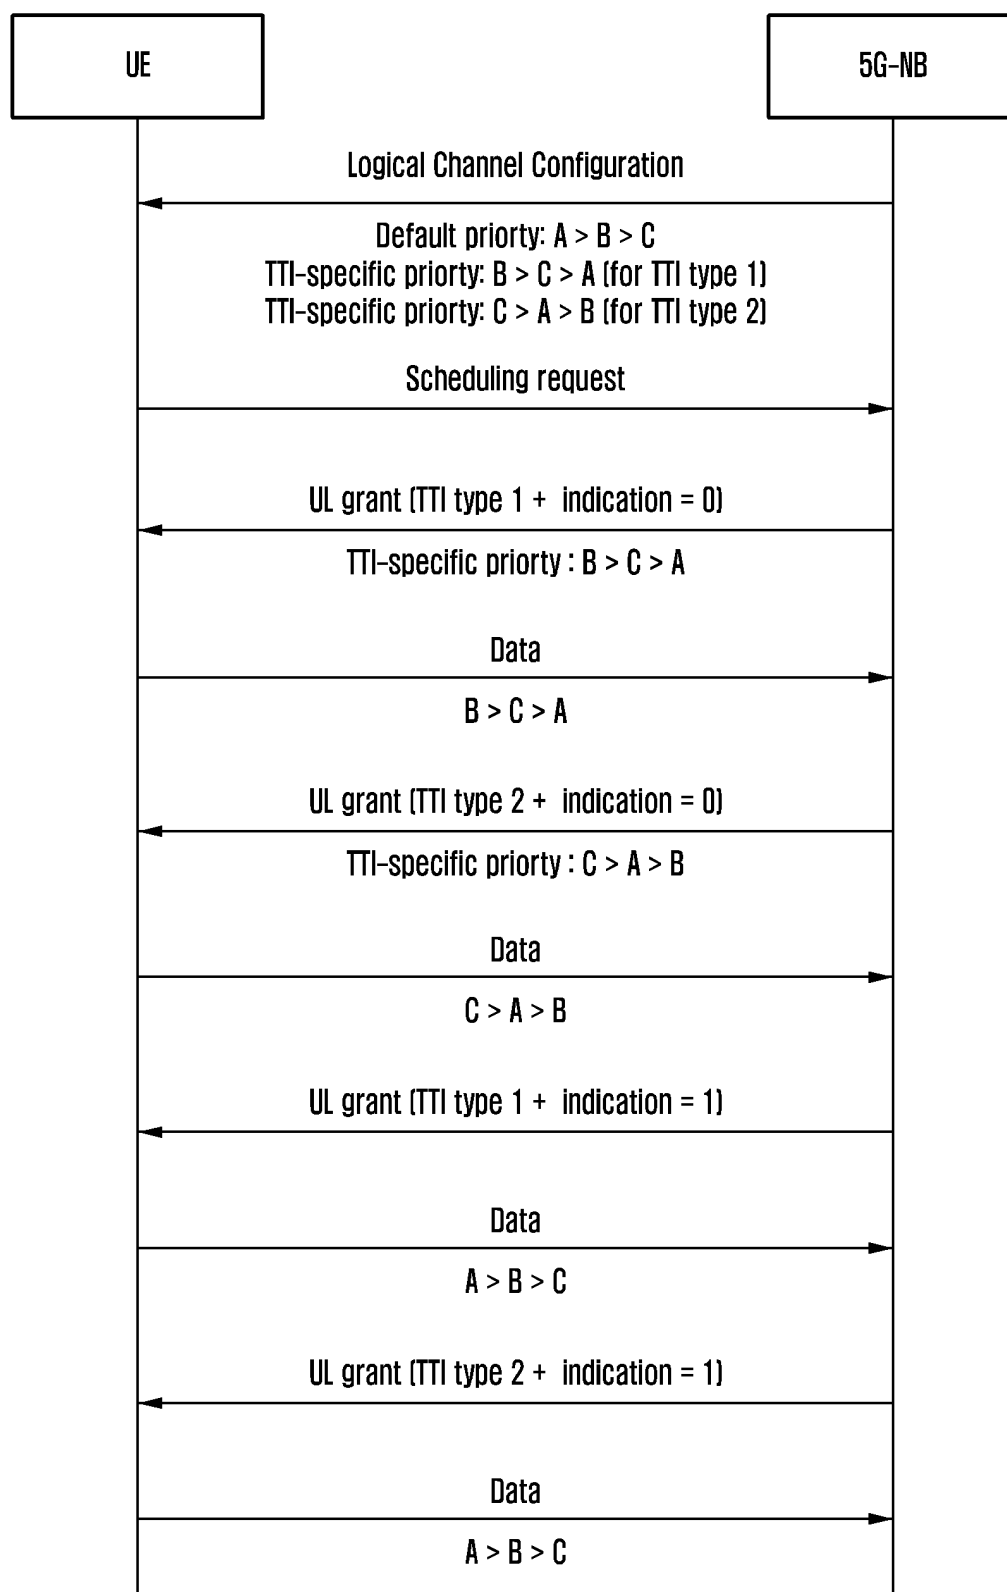 UE
5G-NB
Logical Channel Configuration
Default priorty: A > B > C
TTI-specific priorty: B > C > A (for TTI type 1)
TTI-specific priorty: C > A > B (for TTI type 2)
Scheduling request
UL grant (TTI type 1 + indication = 0)
TTI-specific priorty : B > C > A
Data
B > C > A
UL grant (TTI type 2 + indication = 0)
TTI-specific priorty : C > A > B
Data
C > A > B
UL grant (TTI type 1 + indication = 1)
Data
A > B > C
UL grant (TTI type 2 + indication = 1)
Data
A > B > C